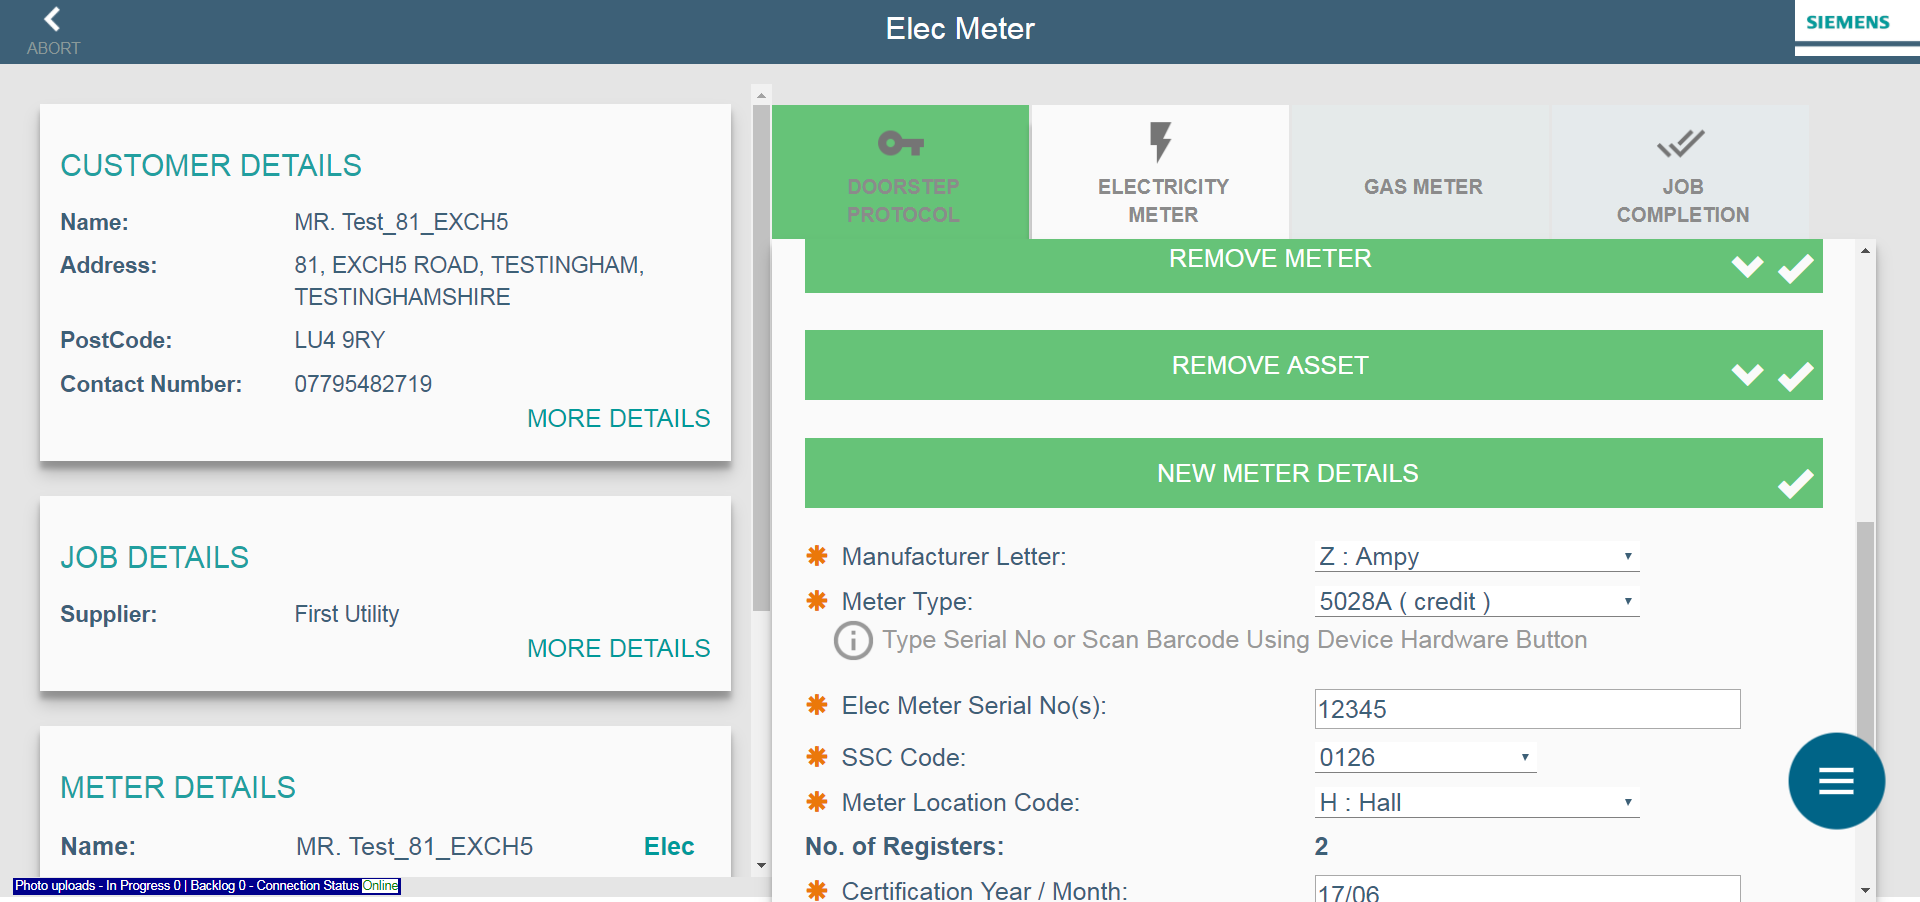 ABORT
Elec Meter
SIEMENS
CUSTOMER DETAILS
Name: MR. Test_81_EXCH5
Address: 81, EXCH5 ROAD, TESTINGHAM,
TESTINGHAMSHIRE
PostCode: LU4 9RY
Contact Number: 07795482719
MORE DETAILS
JOB DETAILS
Supplier: First Utility
MORE DETAILS
METER DETAILS
Name: MR. Test_81_EXCH5 Elec
Photo uploads - In Progress 0 | Backlog 0 - Connection Status Online
DOORSTEP
PROTOCOL
ELECTRICITY
METER
GAS METER
JOB
COMPLETION
REMOVE METER
REMOVE ASSET
NEW METER DETAILS
Manufacturer Letter: Z : Ampy
Meter Type: 5028A ( credit )
Type Serial No or Scan Barcode Using Device Hardware Button
Elec Meter Serial No(s): 12345
SSC Code: 0126
Meter Location Code: H : Hall
No. of Registers: 2
Certification Year / Month: 17/06